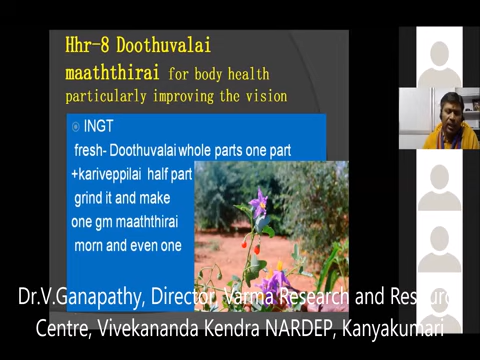 Hhr-8 Doothuvalai
maaththirai for body health
particularly improving the vision
INGT
fresh- Doothuvalai whole parts one part
+kariveppilai half part
grind it and make
one gm maaththirai
morn and even one
Dr.V.Ganapathy, Director, Varma Research and Resource
Centre, Vivekananda Kendra NARDEP, Kanyakumari